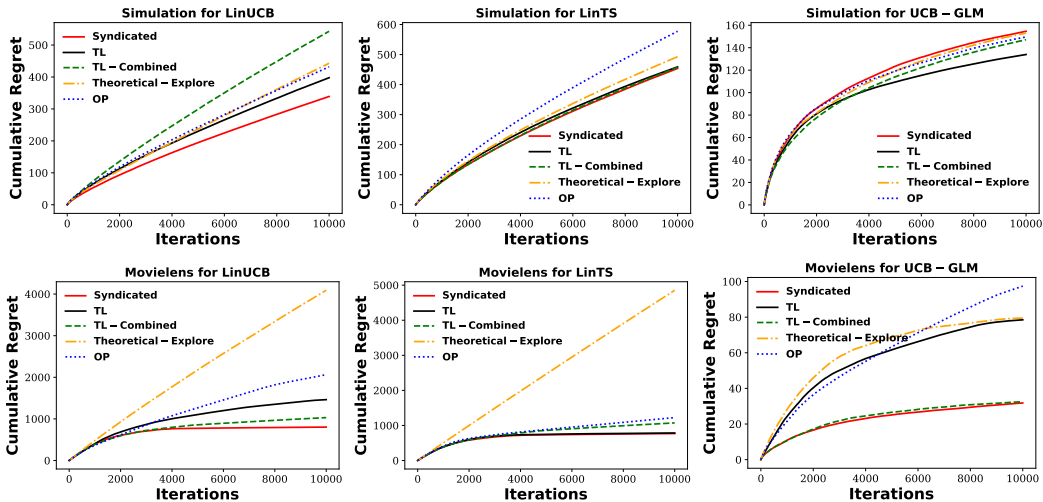 Simulation for LinUCB
Cumulative Regret
500
400
300
200
100
0
Syndicated
TL
TL−Combined
Theoretical−Explore
OP
0 2000 4000 6000 8000 10000
Iterations
Simulation for LinTS
Cumulative Regret
600
500
400
300
200
100
0
Syndicated
TL
TL−Combined
Theoretical−Explore
OP
0 2000 4000 6000 8000 10000
Iterations
Simulation for UCB−GLM
Cumulative Regret
160
140
120
100
80
60
40
20
0
Syndicated
TL
TL−Combined
Theoretical−Explore
OP
0 2000 4000 6000 8000 10000
Iterations
Movielens for LinUCB
Cumulative Regret
4000
3000
2000
1000
0
Syndicated
TL
TL−Combined
Theoretical−Explore
OP
0 2000 4000 6000 8000 10000
Iterations
Movielens for LinTS
Cumulative Regret
5000
4000
3000
2000
1000
0
Syndicated
TL
TL−Combined
Theoretical−Explore
OP
0 2000 4000 6000 8000 10000
Iterations
Movielens for UCB−GLM
Cumulative Regret
100
80
60
40
20
0
Syndicated
TL
TL−Combined
Theoretical−Explore
OP
0 2000 4000 6000 8000 10000
Iterations